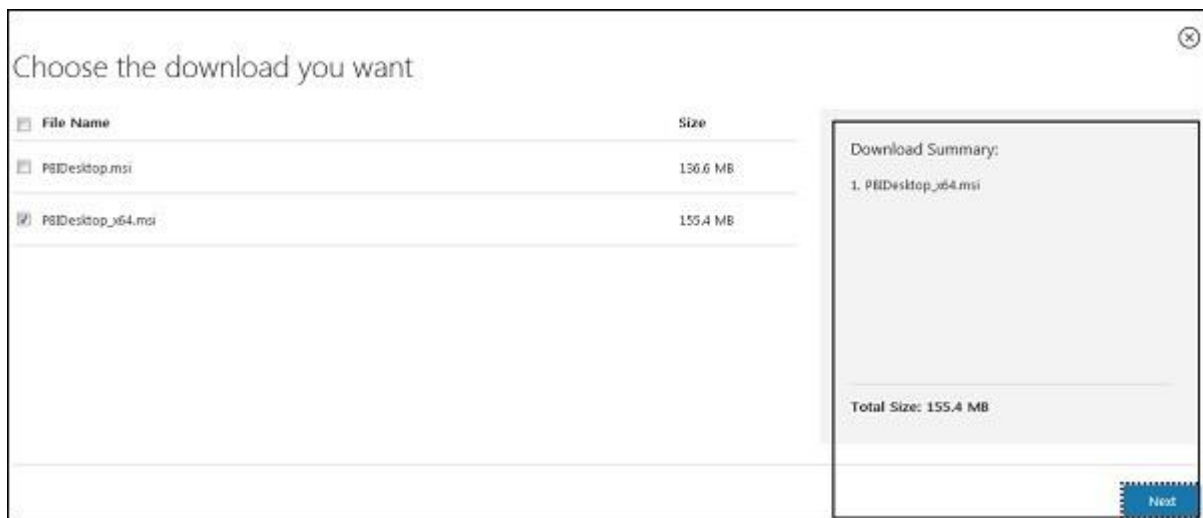 Choose the download you want
File Name Size
PBIDesktop.msi 136.6 MB
PBIDesktop_x64.msi 155.4 MB
Download Summary:
1. PBIDesktop_x64.msi
Total Size: 155.4 MB
Next